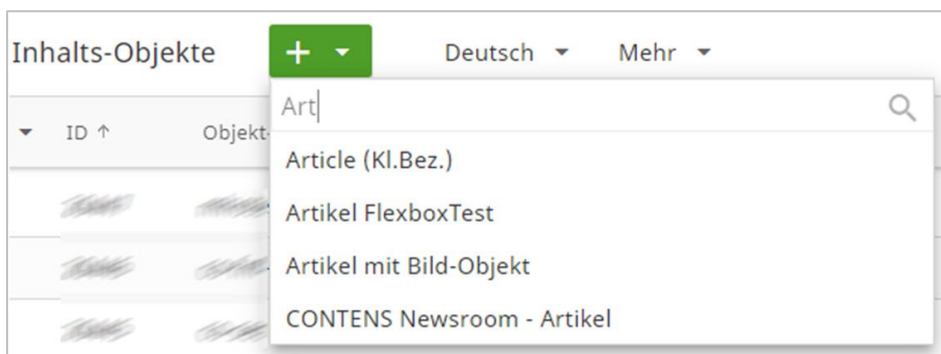 Inhalts-Objekte + Deutsch Mehr
Art
ID ↑ Objekt-
Article (Kl.Bez.)
Artikel FlexboxTest
Artikel mit Bild-Objekt
CONTENS Newsroom - Artikel